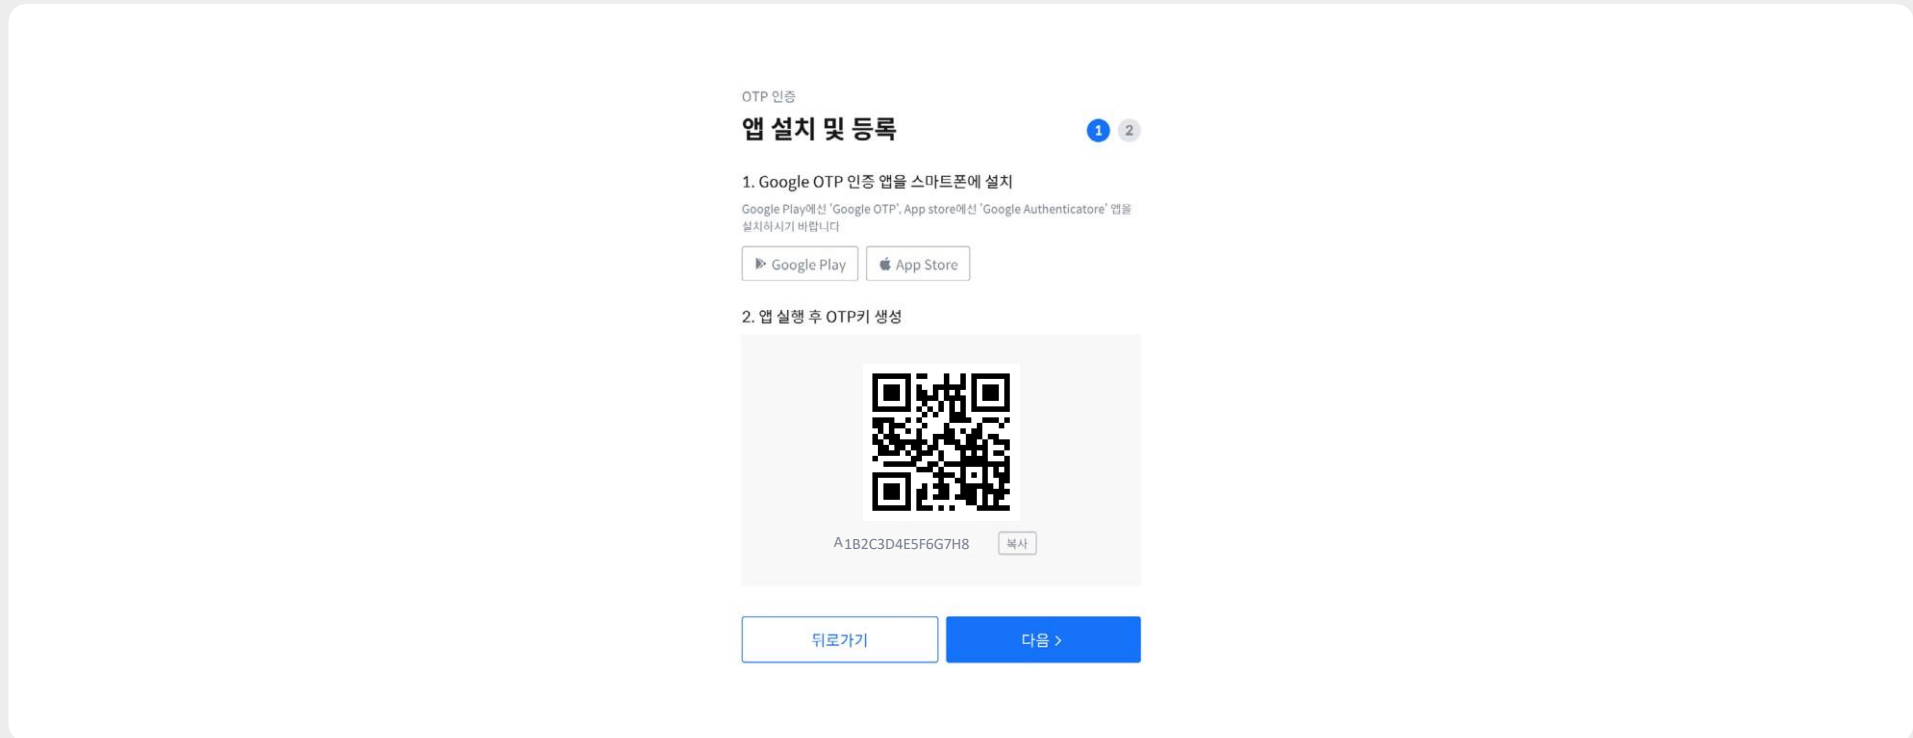 OTP 인증
앱 설치 및 등록
1 2
1. Google OTP 인증 앱을 스마트폰에 설치
Google Play에선 'Google OTP', App store에선 'Google Authenticatore' 앱을
설치하시기 바랍니다
Google Play App Store
2. 앱 실행 후 OTP키 생성
A1B2C3D4E5F6G7H8 복사
뒤로가기 다음 >